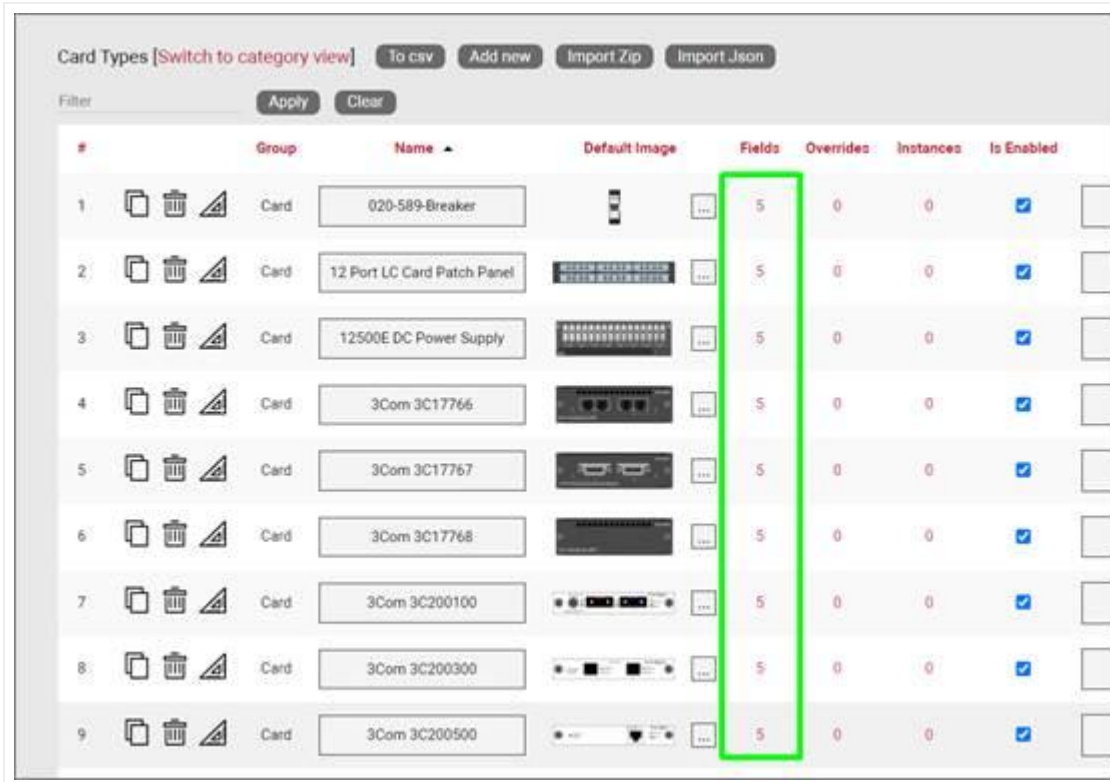 Card Types [Switch to category view] To csv Add new Import Zip Import Json
Filter Apply Clear
# Group Name Default Image Fields Overrides Instances Is Enabled
1 Card 020-589-Breaker ... 5 0 0
2 Card 12 Port LC Card Patch Panel ... 5 0 0
3 Card 12500E DC Power Supply ... 5 0 0
4 Card 3Com 3C17766 ... 5 0 0
5 Card 3Com 3C17767 ... 5 0 0
6 Card 3Com 3C17768 ... 5 0 0
7 Card 3Com 3C200100 ... 5 0 0
8 Card 3Com 3C200300 ... 5 0 0
9 Card 3Com 3C200500 ... 5 0 0